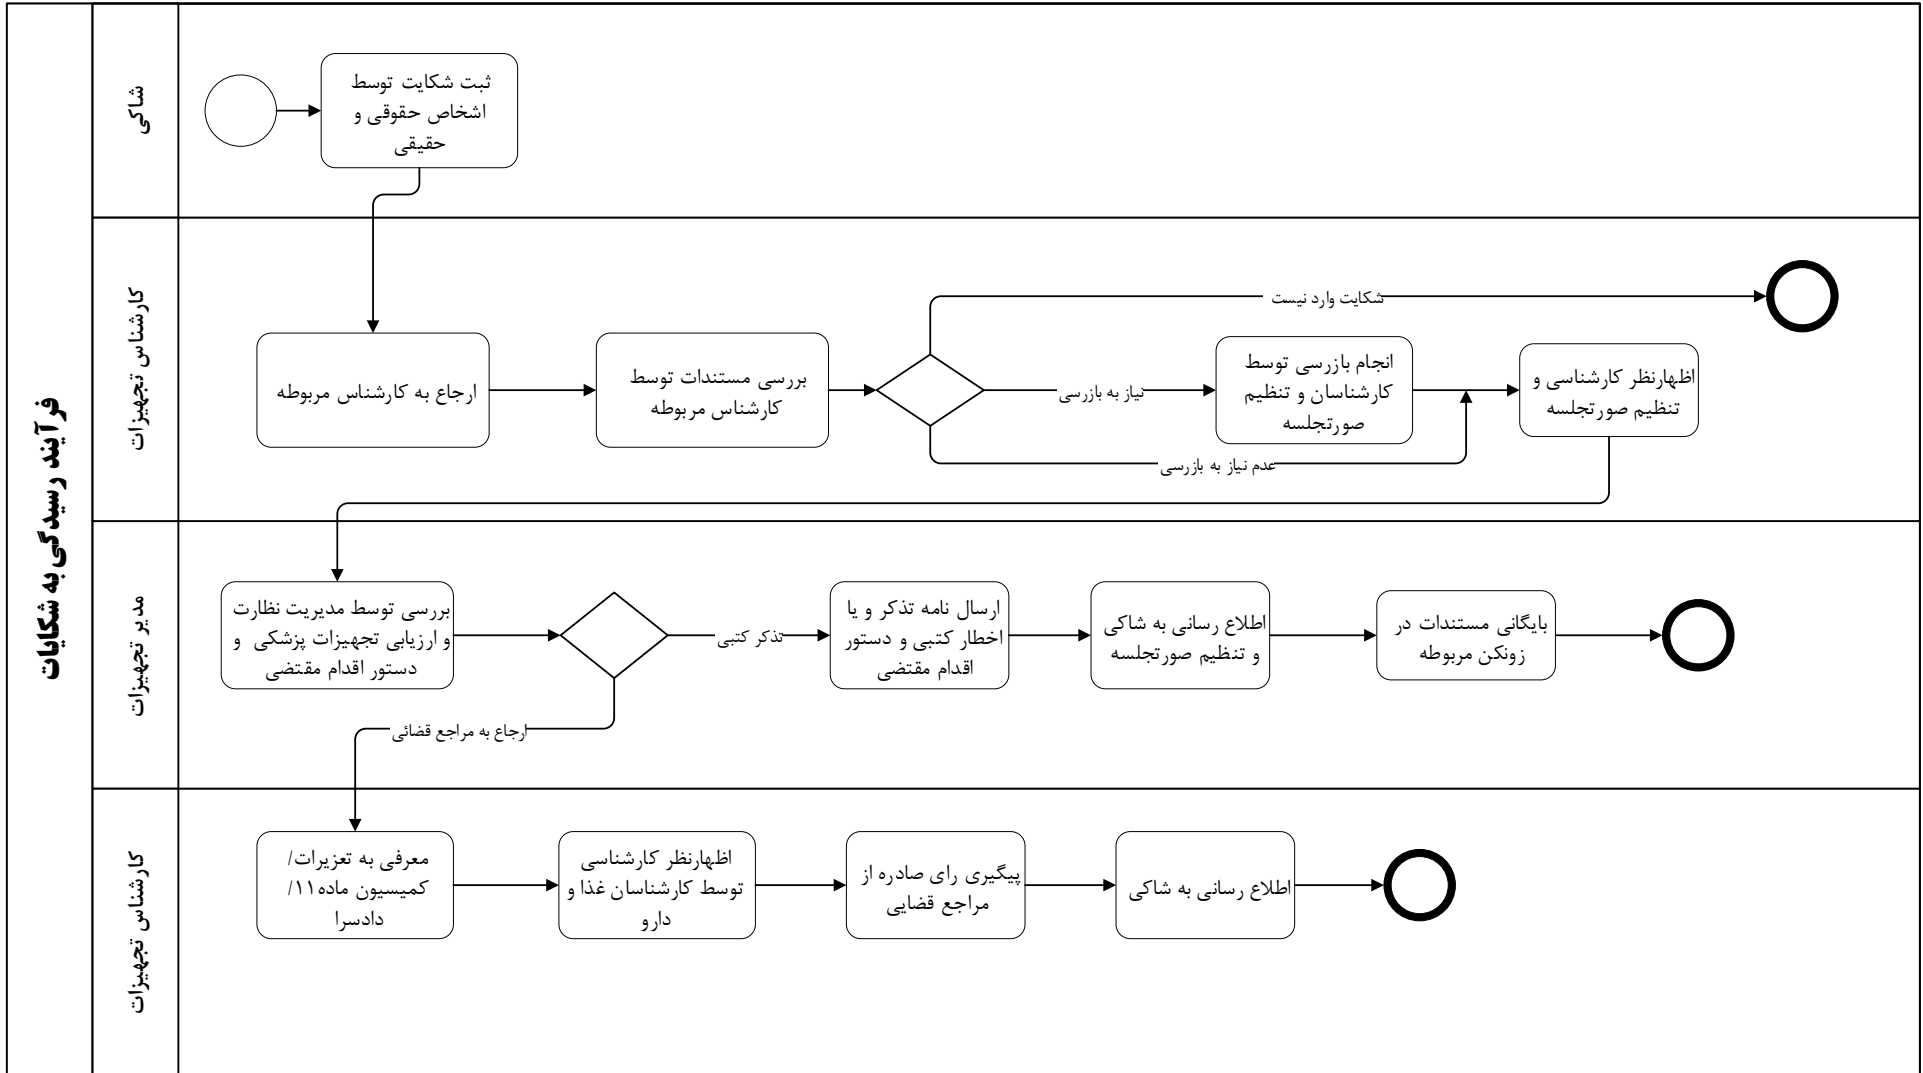 فرآیند رسیدگی به شکایات
شاکی
ثبت شکایت توسط
اشخاص حقوقی و
حقیقی
کارشناس تجهیزات
ارجاع به کارشناس مربوطه
بررسی مستندات توسط
کارشناس مربوطه
شکایت وارد نیست
نیاز به بازرسی
عدم نیاز به بازرسی
انجام بازرسی توسط
کارشناسان و تنظیم
صورتجلسه
اظهارنظر کارشناسی و
تنظیم صورتجلسه
مدیر تجهیزات
بررسی توسط مدیریت نظارت
و ارزیابی تجهیزات پزشکی و
دستور اقدام مقتضی
تذکر کتبی
ارجاع به مراجع قضائی
ارسال نامه تذکر و یا
اخطار کتبی و دستور
اقدام مقتضی
اطلاع رسانی به شاکی
و تنظیم صورتجلسه
بایگانی مستندات در
زونکن مربوطه
کارشناس تجهیزات
معرفی به تعزیرات/
کمیسیون ماده۱۱/
دادسرا
اظهارنظر کارشناسی
توسط کارشناسان غذا و
دارو
پیگیری رای صادره از
مراجع قضایی
اطلاع رسانی به شاکی